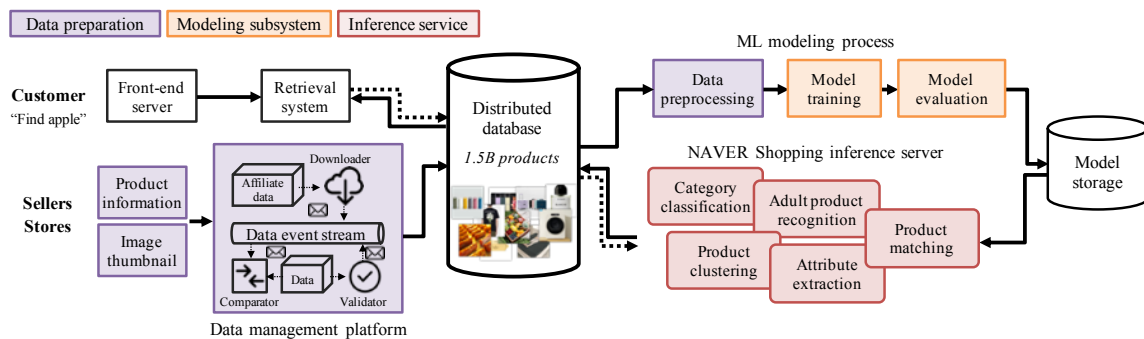 Data preparation
Modeling subsystem
Inference service
Customer
“Find apple”
Front-end
server
Retrieval
system
Sellers
Stores
Product
information
Image
thumbnail
Affiliate
data
Downloader
Data event stream
Comparator
Data
Validator
Data management platform
Distributed
database
1.5B products
ML modeling process
Data
preprocessing
Model
training
Model
evaluation
Model
storage
NAVER Shopping inference server
Category
classification
Adult product
recognition
Product
matching
Product
clustering
Attribute
extraction